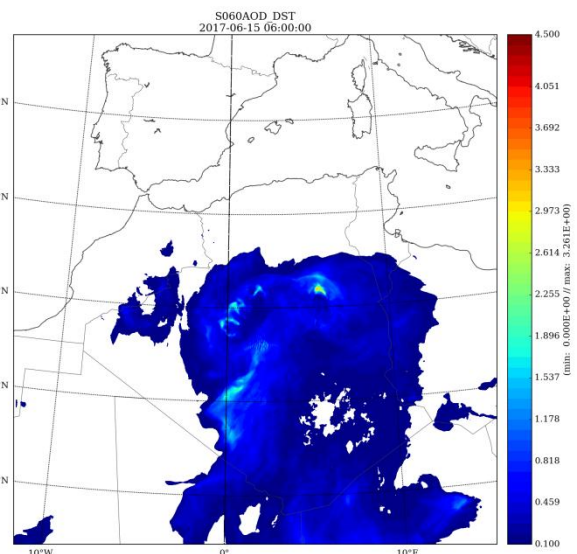 S060AOD_DST
2017-06-15 06:00:00
N
N
N
N
N
10°W
0°
10°E
4.500
4.051
3.692
3.333
2.973
2.614
2.255
1.896
1.537
1.178
0.818
0.459
0.100
(min: 0.000E+00 // max: 3.261E+00)